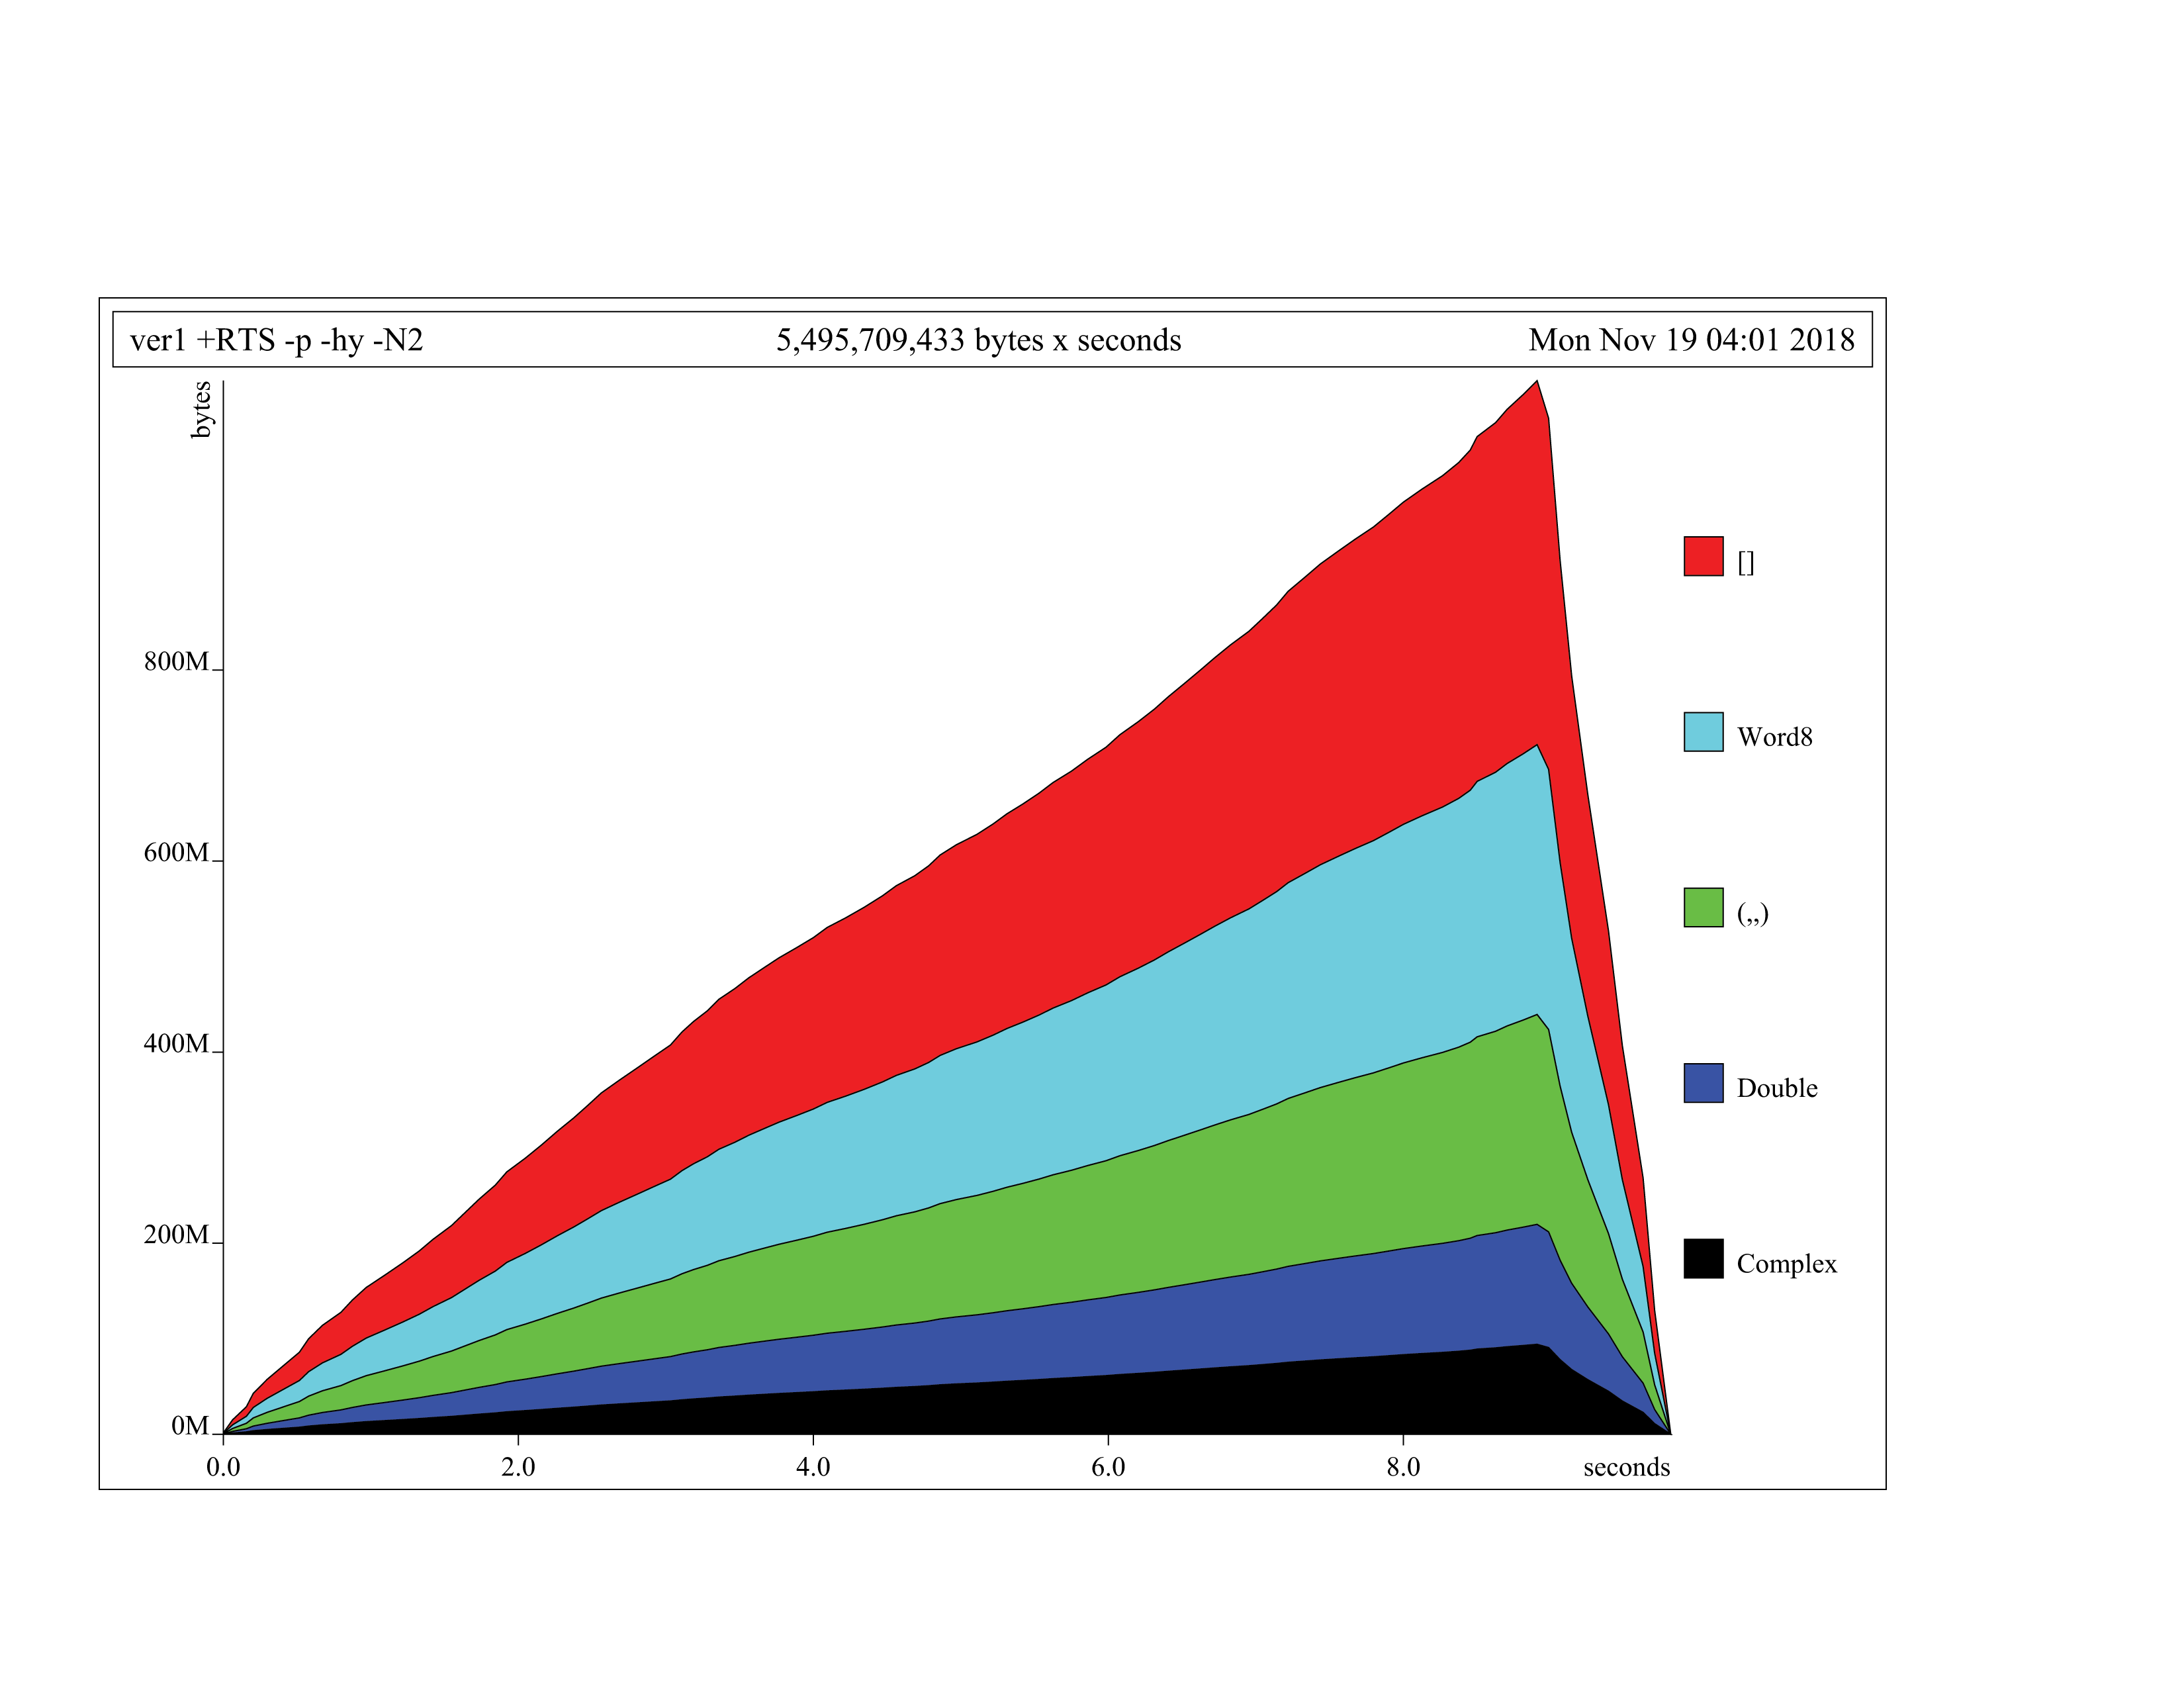 ver1 +RTS -p -hy -N2 5,495,709,433 bytes x seconds Mon Nov 19 04:01 2018
bytes
[]
800M
Word8
600M
(,,)
400M
Double
200M
Complex
0M
0.0 2.0 4.0 6.0 8.0 seconds